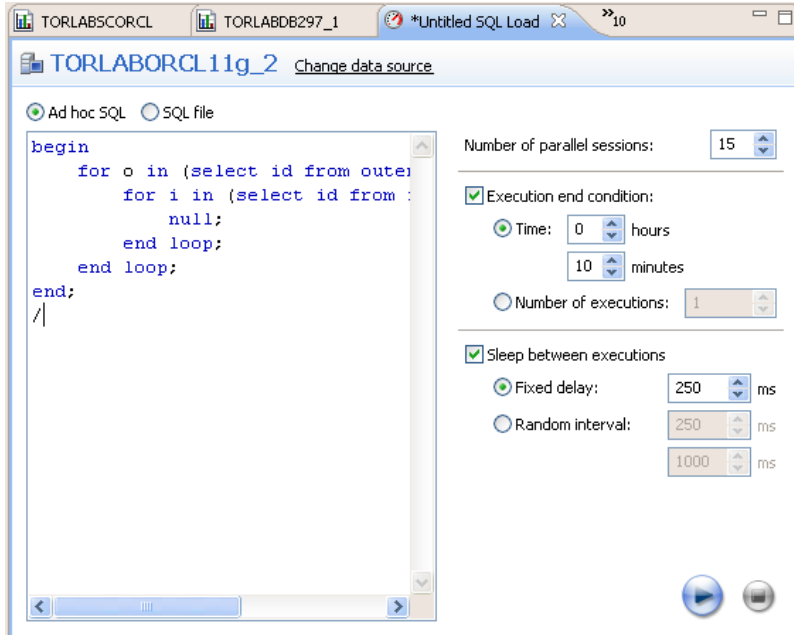 TORLABSCORCL TORLABDB297_1 *Untitled SQL Load »10
TORLABORCL11g_2 Change data source
Ad hoc SQL SQL file
begin
for o in (select id from outer
for i in (select id from
null;
end loop;
end loop;
end;
/
Number of parallel sessions: 15
Execution end condition:
Time: 0 hours
10 minutes
Number of executions: 1
Sleep between executions
Fixed delay: 250 ms
Random interval: 250 ms
1000 ms